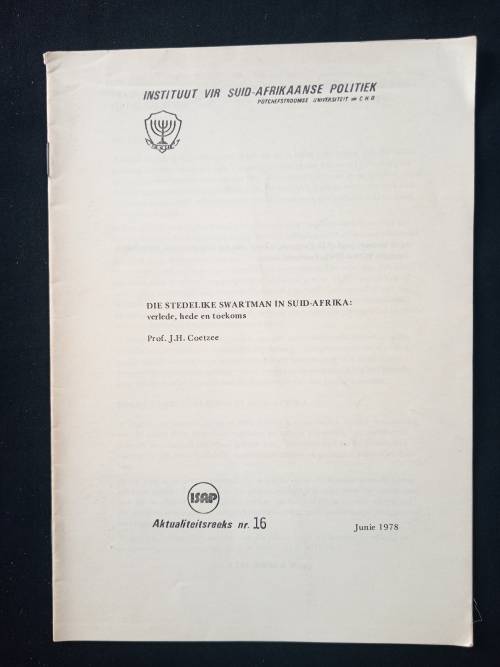 INSTITUUT VIR SUID-AFRIKAANSE POLITIEK
POTCHEFSTROOMSE UNIVERSITEIT vir C H O
DIE STEDELIKE SWARTMAN IN SUID-AFRIKA:
verlede, hede en toekoms
Prof. J.H. Coetzee
ISAP
Aktualiteitsreeks nr. 16
Junie 1978